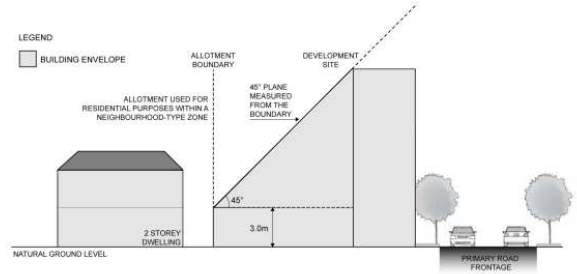 LEGEND
BUILDING ENVELOPE
ALLOTMENT
BOUNDARY
DEVELOPMENT
SITE
ALLOTMENT USED FOR
RESIDENTIAL PURPOSES WITHIN A
NEIGHBOURHOOD-TYPE ZONE
45° PLANE
MEASURED
FROM THE
BOUNDARY
45°
3.0m
2 STOREY
DWELLING
NATURAL GROUND LEVEL
PRIMARY ROAD
FRONTAGE